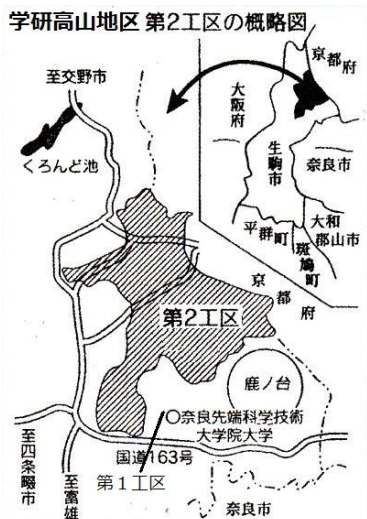 学研高山地区 第2工区の概略図
至交野市
くろんど池
京都府
大阪府
生駒市
奈良市
大和
郡山市
平群町
斑鳩町
京都府
第2工区
鹿ノ台
奈良先端科学技術
大学院大学
国道163号
第1工区
至四条畷市
至富雄
奈良市